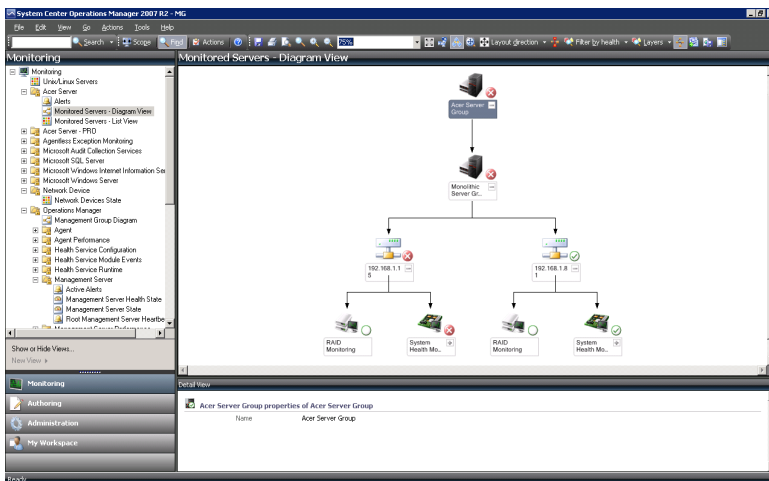 System Center Operations Manager 2007 R2 - MG
File Edit View Go Actions Tools Help
Search Scope Find Actions 75% Layout direction Filter by health Layers
Monitoring
Monitoring
Unix/Linux Servers
Acer Server
Alerts
Monitored Servers - Diagram View
Monitored Servers - List View
Acer Server - PRO
Agentless Exception Monitoring
Microsoft Audit Collection Services
Microsoft SQL Server
Microsoft Windows Internet Information Ser
Microsoft Windows Server
Network Device
Network Devices State
Operations Manager
Management Group Diagram
Agent
Agent Performance
Health Service Configuration
Health Service Module Events
Health Service Runtime
Management Server
Active Alerts
Management Server Health State
Management Server State
Root Management Server Heartbe
Management Server Performance
Show or Hide Views...
New View
Monitoring
Authoring
Administration
My Workspace
Ready
Monitored Servers - Diagram View
Acer Server
Group
Monolithic
Server Gr...
192.168.1.1
5
192.168.1.8
1
RAID
Monitoring
System
Health Mo..
RAID
Monitoring
System
Health Mo..
Detail View
Acer Server Group properties of Acer Server Group
Name Acer Server Group